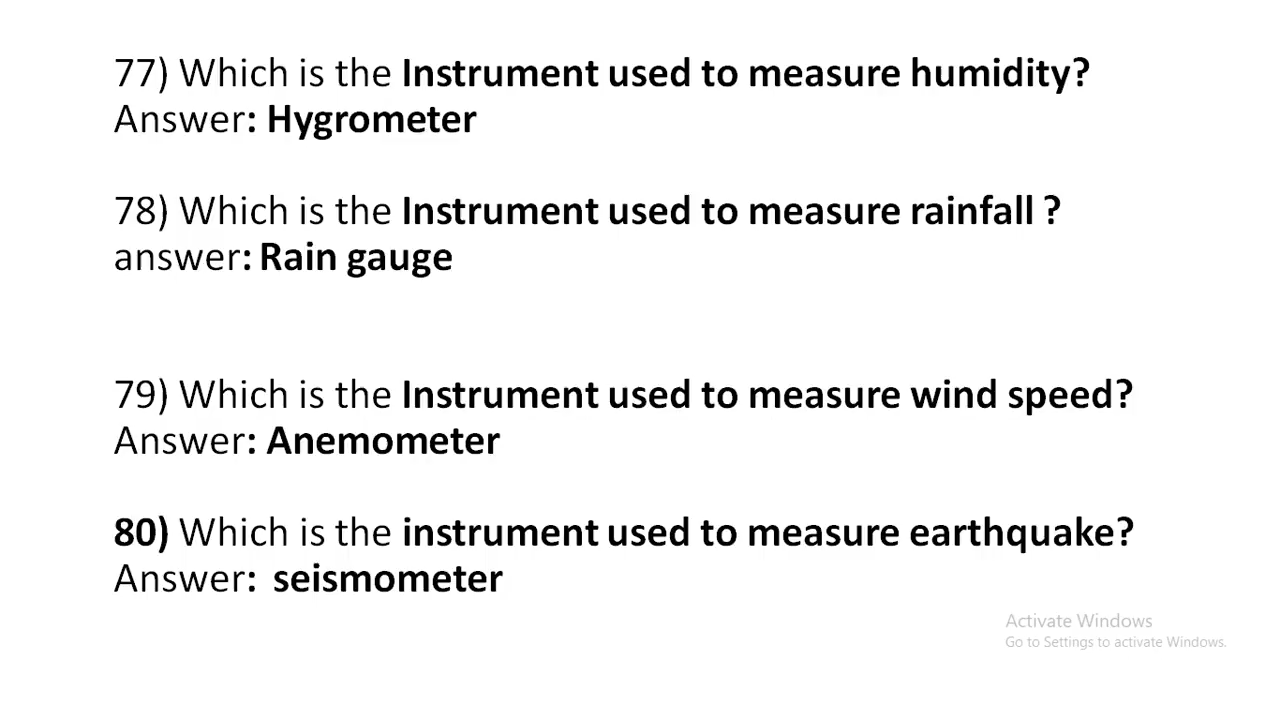 77) Which is the Instrument used to measure humidity?
Answer: Hygrometer
78) Which is the Instrument used to measure rainfall ?
answer: Rain gauge
79) Which is the Instrument used to measure wind speed?
Answer: Anemometer
80) Which is the instrument used to measure earthquake?
Answer:  seismometer
Activate Windows
Go to Settings to activate Windows.